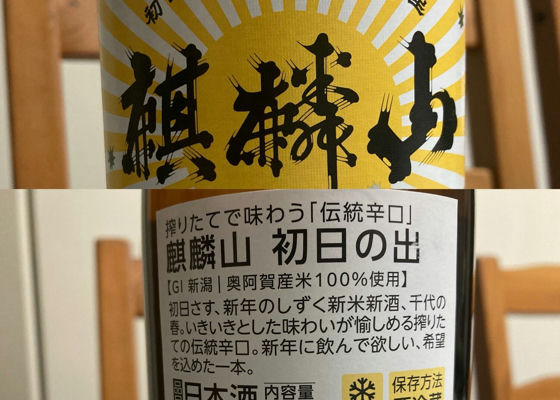 初
麒麟山
搾りたてで味わう「伝統辛口」
麒麟山 初日の出
【GI 新潟|奥阿賀産米100%使用】
初日さす、新年のしずく新米新酒、千代の
春。いきいきとした味わいが愉しめる搾りた
ての伝統辛口。新年に飲んで欲しい、希望
を込めた一本。
日本酒 内容量
保存方法